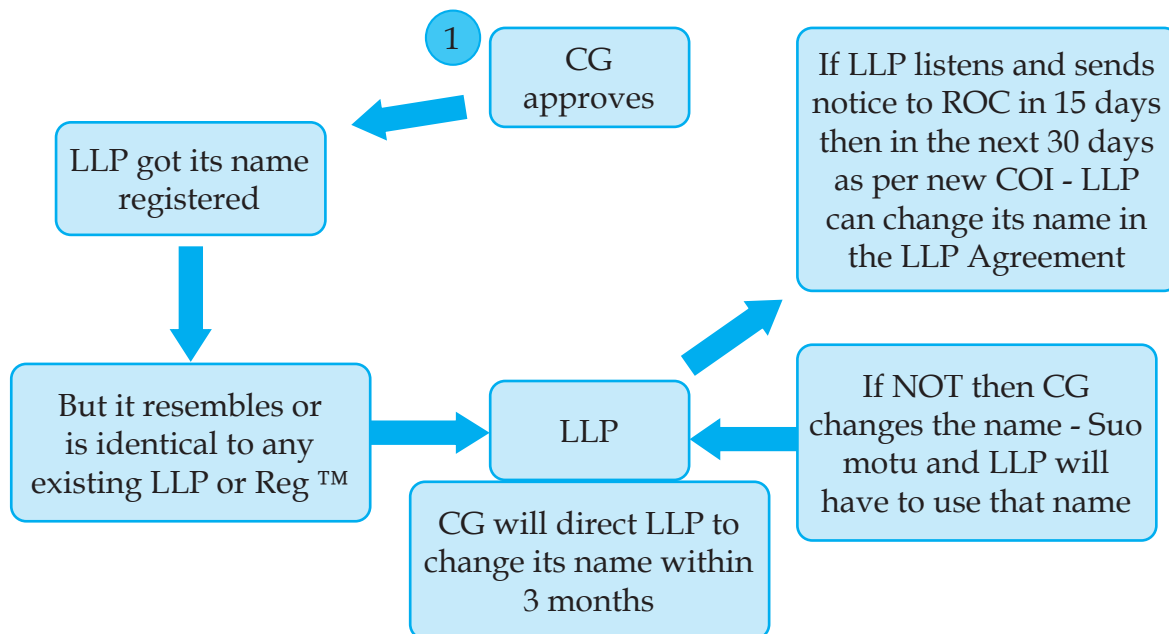 1
CG
approves
LLP got its name
registered
But it resembles or
is identical to any
existing LLP or Reg ™
LLP
CG will direct LLP to
change its name within
3 months
If LLP listens and sends
notice to ROC in 15 days
then in the next 30 days
as per new COI - LLP
can change its name in
the LLP Agreement
If NOT then CG
changes the name - Suo
motu and LLP will
have to use that name